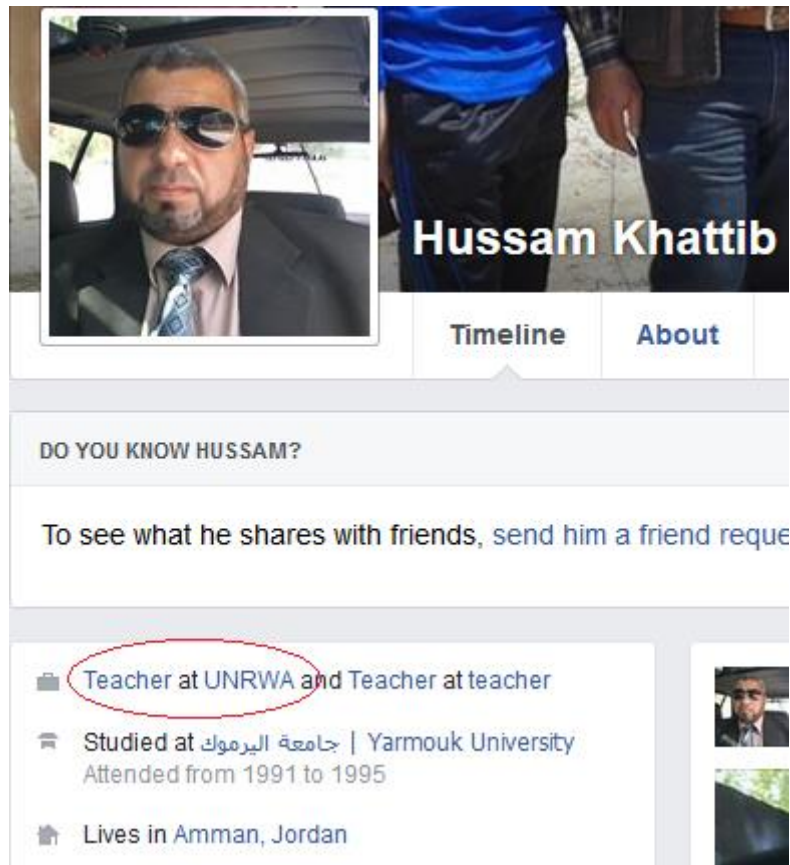 Hussam Khattib
Timeline About
DO YOU KNOW HUSSAM?
To see what he shares with friends, send him a friend reque
Teacher at UNRWA and Teacher at teacher
Studied at جامعة اليرموك | Yarmouk University
Attended from 1991 to 1995
Lives in Amman, Jordan